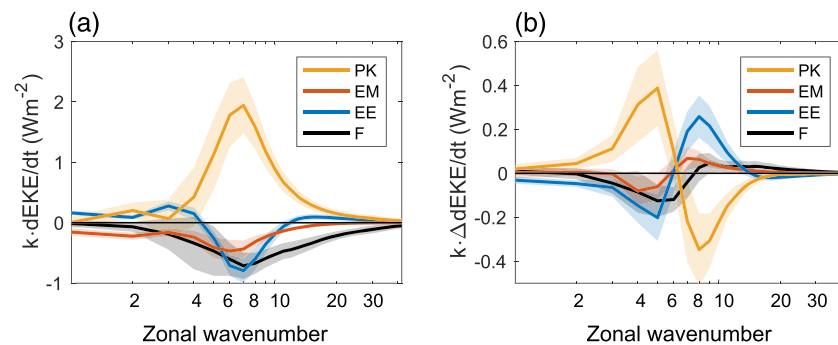 (a)
3
2
1
0
-1
k·dEKE/dt (Wm-2)
PK
EM
EE
F
2 4 6 8 10 20 30
Zonal wavenumber
(b)
0.6
0.4
0.2
0
-0.2
-0.4
k·ΔdEKE/dt (Wm-2)
PK
EM
EE
F
2 4 6 8 10 20 30
Zonal wavenumber